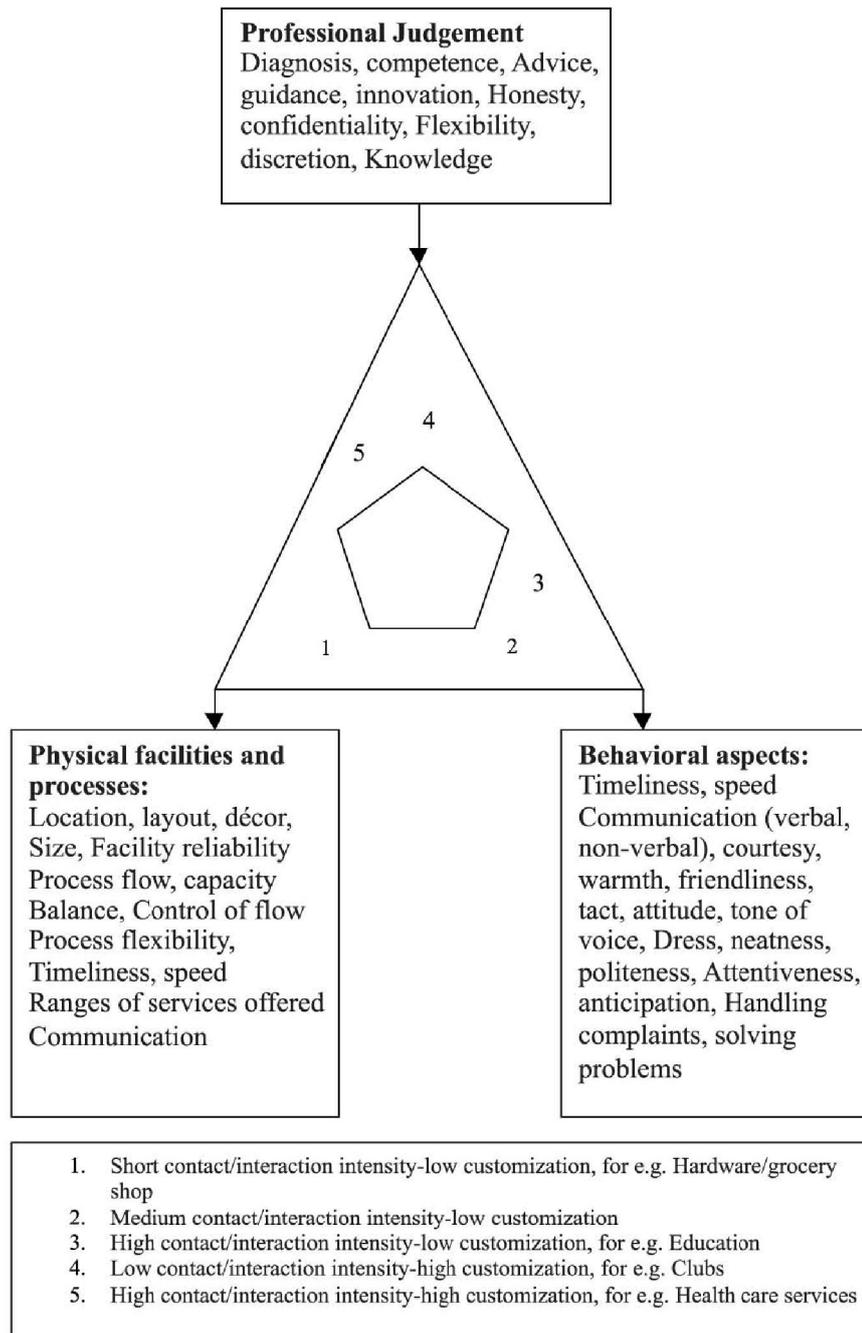 Professional Judgement
Diagnosis, competence, Advice,
guidance, innovation, Honesty,
confidentiality, Flexibility,
discretion, Knowledge
4
5
3
1
2
Physical facilities and
processes:
Location, layout, décor,
Size, Facility reliability
Process flow, capacity
Balance, Control of flow
Process flexibility,
Timeliness, speed
Ranges of services offered
Communication
Behavioral aspects:
Timeliness, speed
Communication (verbal,
non-verbal), courtesy,
warmth, friendliness,
tact, attitude, tone of
voice, Dress, neatness,
politeness, Attentiveness,
anticipation, Handling
complaints, solving
problems
1. Short contact/interaction intensity-low customization, for e.g. Hardware/grocery
shop
2. Medium contact/interaction intensity-low customization
3. High contact/interaction intensity-low customization, for e.g. Education
4. Low contact/interaction intensity-high customization, for e.g. Clubs
5. High contact/interaction intensity-high customization, for e.g. Health care services